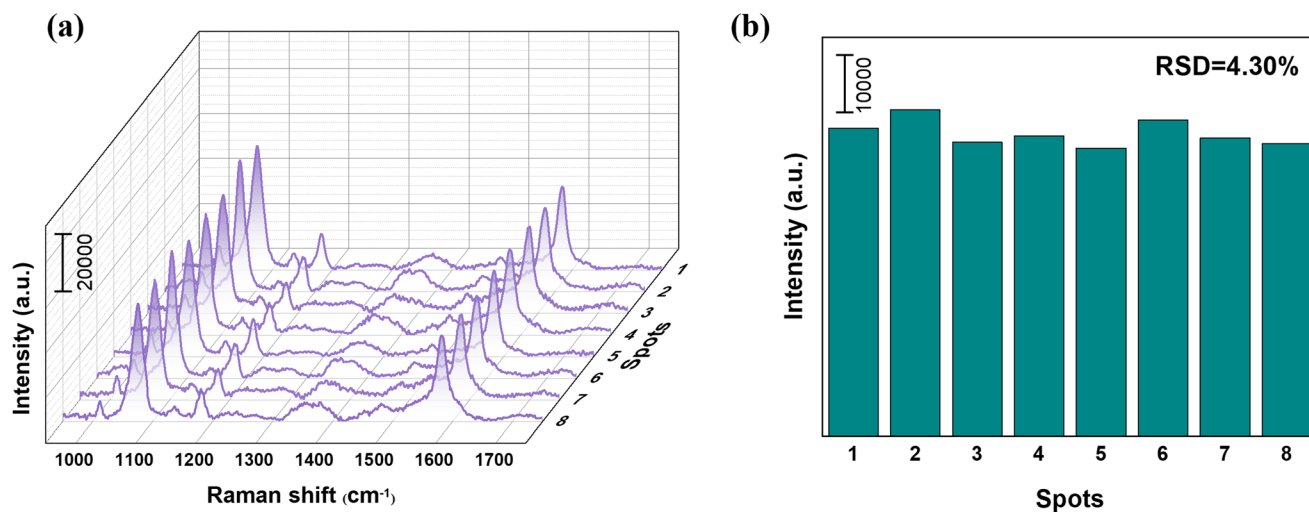 (a)
Intensity (a.u.)
20000
1
2
3
4
5
6
7
8
Spots
1000 1100 1200 1300 1400 1500 1600 1700
Raman shift (cm⁻¹)
(b)
Intensity (a.u.)
10000
RSD=4.30%
1 2 3 4 5 6 7 8
Spots